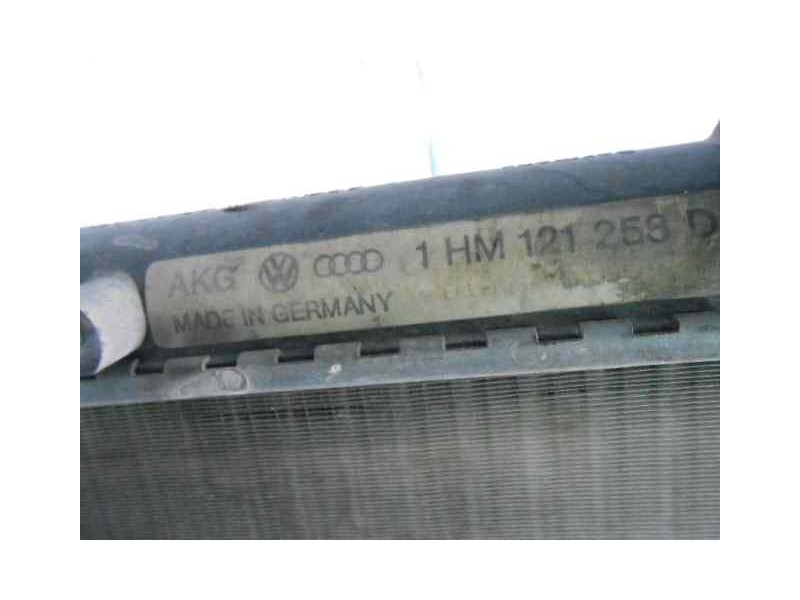 AKG 1 HM 121 253 D
MADE IN GERMANY